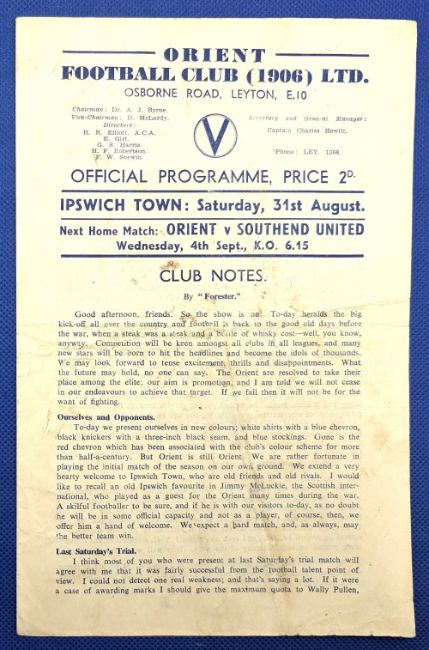 ORIENT
FOOTBALL CLUB (1906) LTD.
OSBORNE ROAD, LEYTON, E.10
Chairman: Dr. A. J. Byrne.
Vice-Chairman: D. McLardy.
Directors:
R. R. Elliott, A.C.A.
E. Girt.
G. S. Harris.
H. F. Robertson.
F. W. Sorwin.
V
Secretary and General Manager:
Captain Charles Hewitt.
'Phone: LEY. 1368.
OFFICIAL PROGRAMME, PRICE 2D.
IPSWICH TOWN: Saturday, 31st August.
Next Home Match: ORIENT v SOUTHEND UNITED
Wednesday, 4th Sept., K.O. 6.15
CLUB NOTES.
By "Forester."
Good afternoon, friends. So the show is on! To-day heralds the big
kick-off all over the country and football is back to the good old days before
the war, when a steak was a steak and a bottle of whisky cost—well, you know,
anyway. Competition will be keen amongst all clubs in all leagues, and many
new stars will be born to hit the headlines and become the idols of thousands.
We may look forward to tense excitement, thrills and disappointments. What
the future may hold, no one can say. The Orient are resolved to take their
place among the elite; our aim is promotion, and I am told we will not cease
in our endeavours to achieve that target. If we fail then it will not be for the
want of fighting.
Ourselves and Opponents.
To-day we present ourselves in new colours; white shirts with a blue chevron,
black knickers with a three-inch black seam, and blue stockings. Gone is the
red chevron which has been associated with the club's colour scheme for more
than half-a-century. But Orient is still Orient. We are rather fortunate in
playing the initial match of the season on our own ground. We extend a very
hearty welcome to Ipswich Town, who are old friends and old rivals. I would
like to recall an old Ipswich favourite in Jimmy McLuckie, the Scottish inter-
national, who played as a guest for the Orient many times during the war.
A skilful footballer to be sure, and if he is with our visitors to-day, as no doubt
he will be in some official capacity and not as a player, of course, then, we
offer him a hand of welcome. We expect a hard match, and, as always, may
the better team win.
Last Saturday's Trial.
I think most of you who were present at last Saturday's trial match will
agree with me that it was fairly successful from the football talent point of
view. I could not detect one real weakness; and that's saying a lot. If it were
a case of awarding marks I should give the maximum quota to Wally Pullen,